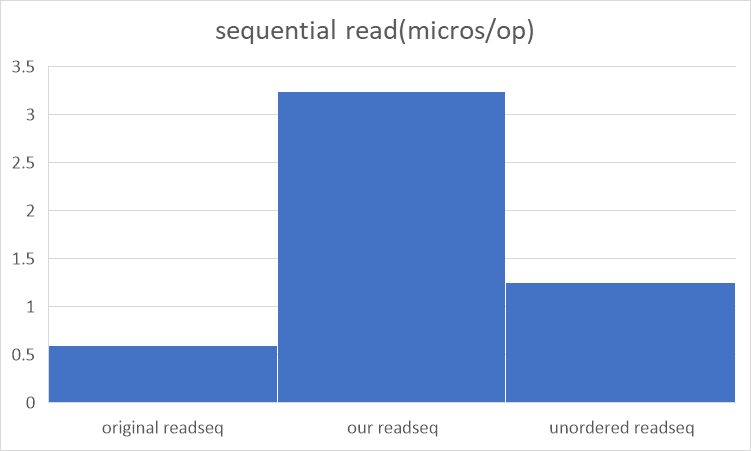 sequential read(micros/op)
3.5
3
2.5
2
1.5
1
0.5
0
original readseq
our readseq
unordered readseq